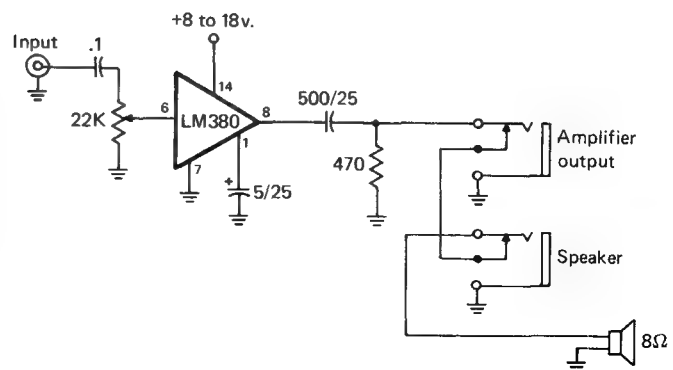 +8 to 18v.
Input
.1
14
22K
6
LM380
8
500/25
7
1
+
5/25
470
Amplifier
output
Speaker
8Ω